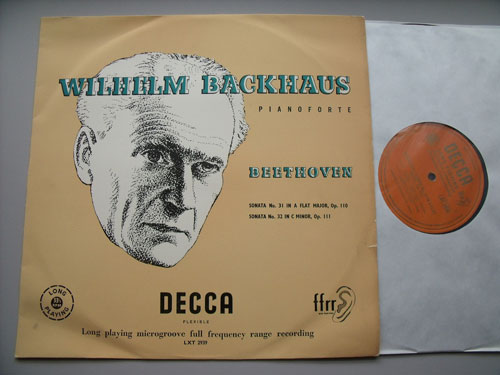 WILHELM BACKHAUS
PIANOFORTE
BEETHOVEN
SONATA No. 31 IN A FLAT MAJOR, Op. 110
SONATA No. 32 IN C MINOR, Op. 111
LONG
PLAYING
DECCA
FLEXIBLE
ffrr
Long playing microgroove full frequency range recording
LXT 2939
DECCA